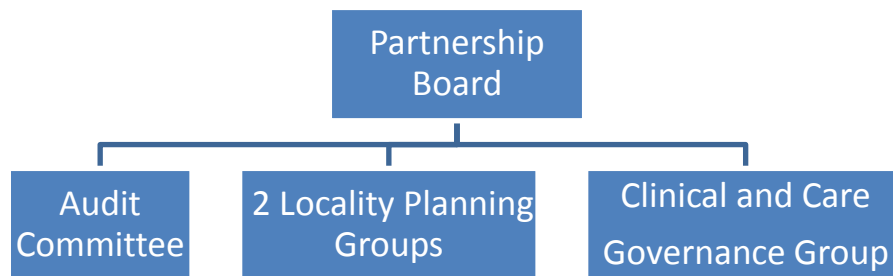 Partnership
Board
Audit
Committee
2 Locality Planning
Groups
Clinical and Care
Governance Group